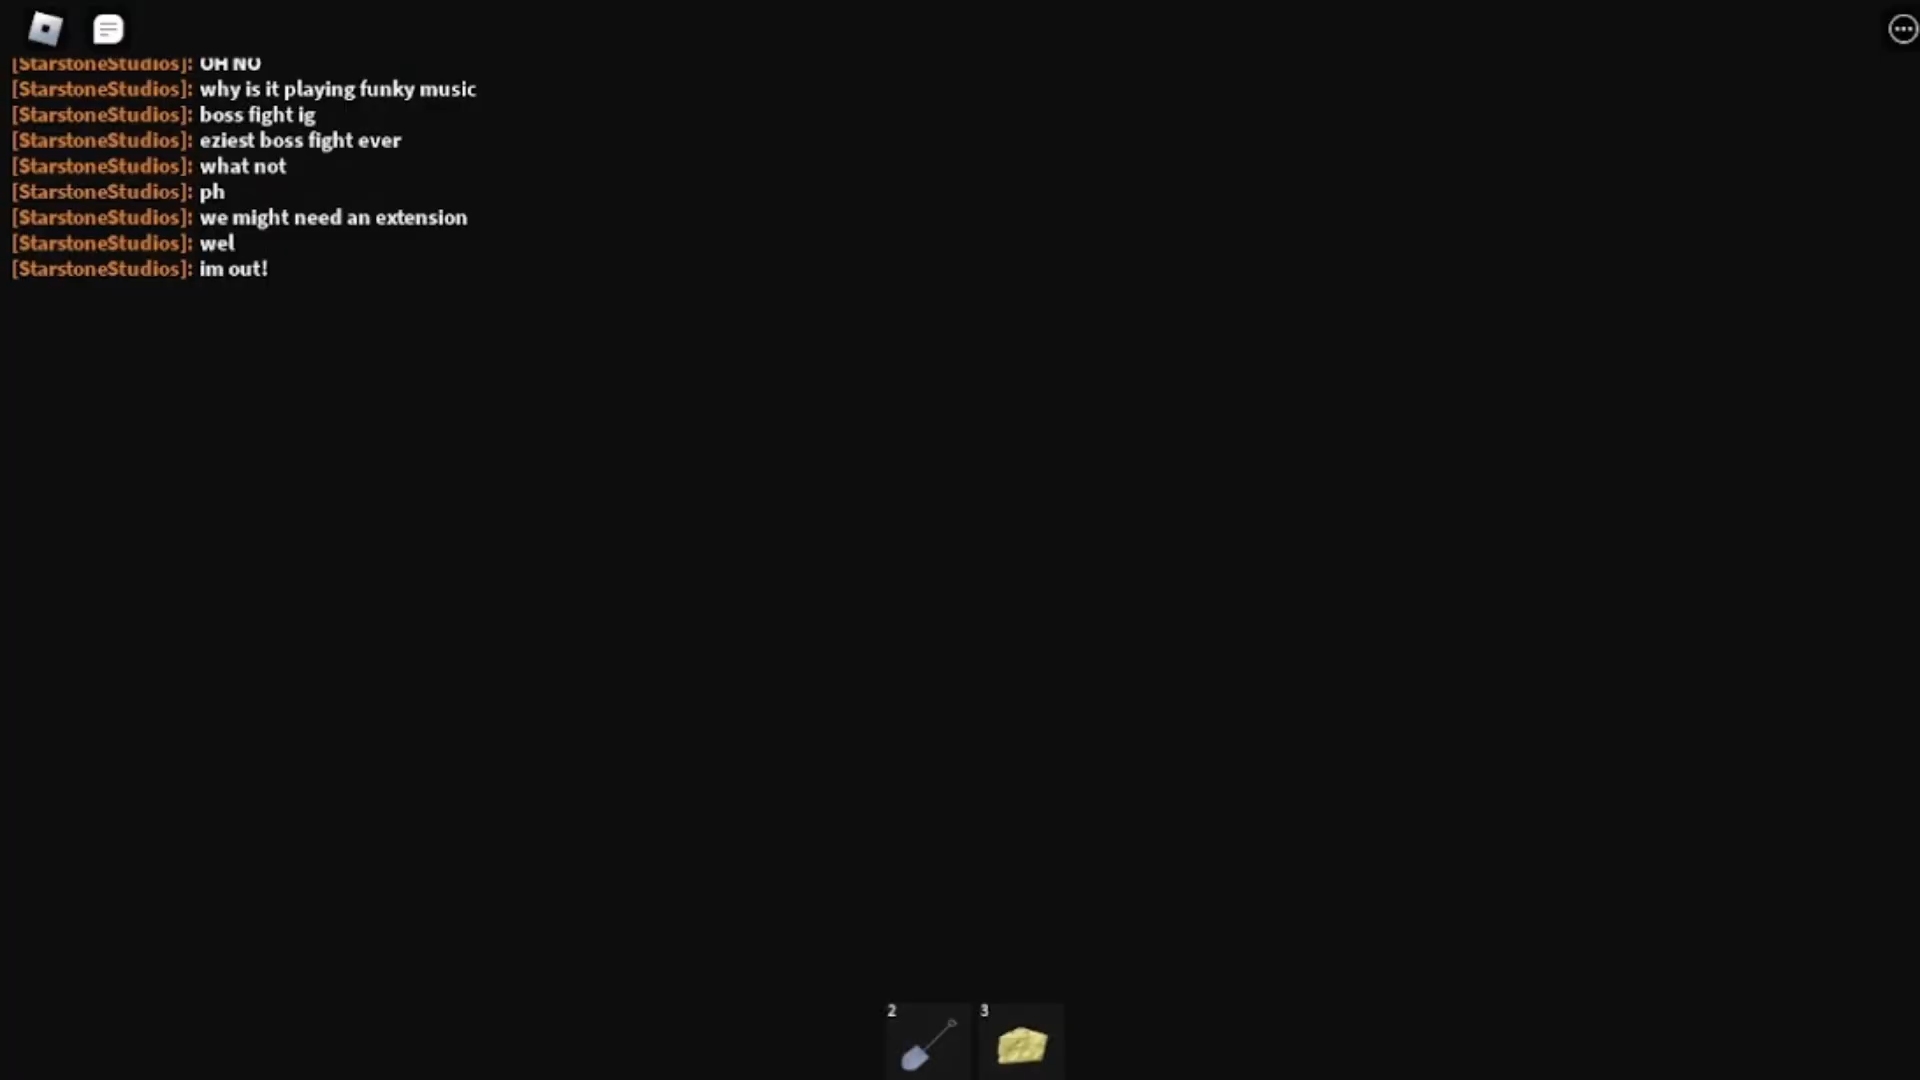 [StarstoneStudios]: OH NO
[StarstoneStudios]: why is it playing funky music
[StarstoneStudios]: boss fight ig
[StarstoneStudios]: eziest boss fight ever
[StarstoneStudios]: what not
[StarstoneStudios]: ph
[StarstoneStudios]: we might need an extension
[StarstoneStudios]: wel
[StarstoneStudios]: im out!
2 3